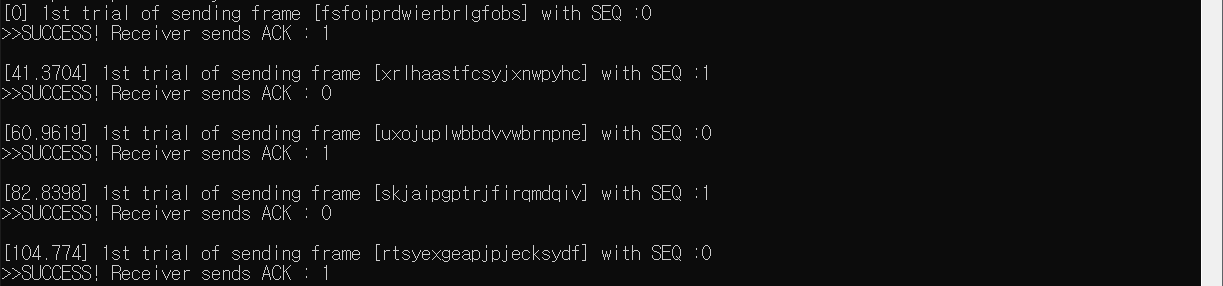 [0] 1st trial of sending frame [fsfoiprdwierbrlgfobs] with SEQ :0
>>SUCCESS! Receiver sends ACK : 1
[41.3704] 1st trial of sending frame [xrlhaastfcsyjxnwpyhc] with SEQ :1
>>SUCCESS! Receiver sends ACK : 0
[60.9619] 1st trial of sending frame [uxojuplwbbdvvwbrnpne] with SEQ :0
>>SUCCESS! Receiver sends ACK : 1
[82.8398] 1st trial of sending frame [skjaipgptrjfirqmdqiv] with SEQ :1
>>SUCCESS! Receiver sends ACK : 0
[104.774] 1st trial of sending frame [rtsyexgeapjpjecksydf] with SEQ :0
>>SUCCESS! Receiver sends ACK : 1